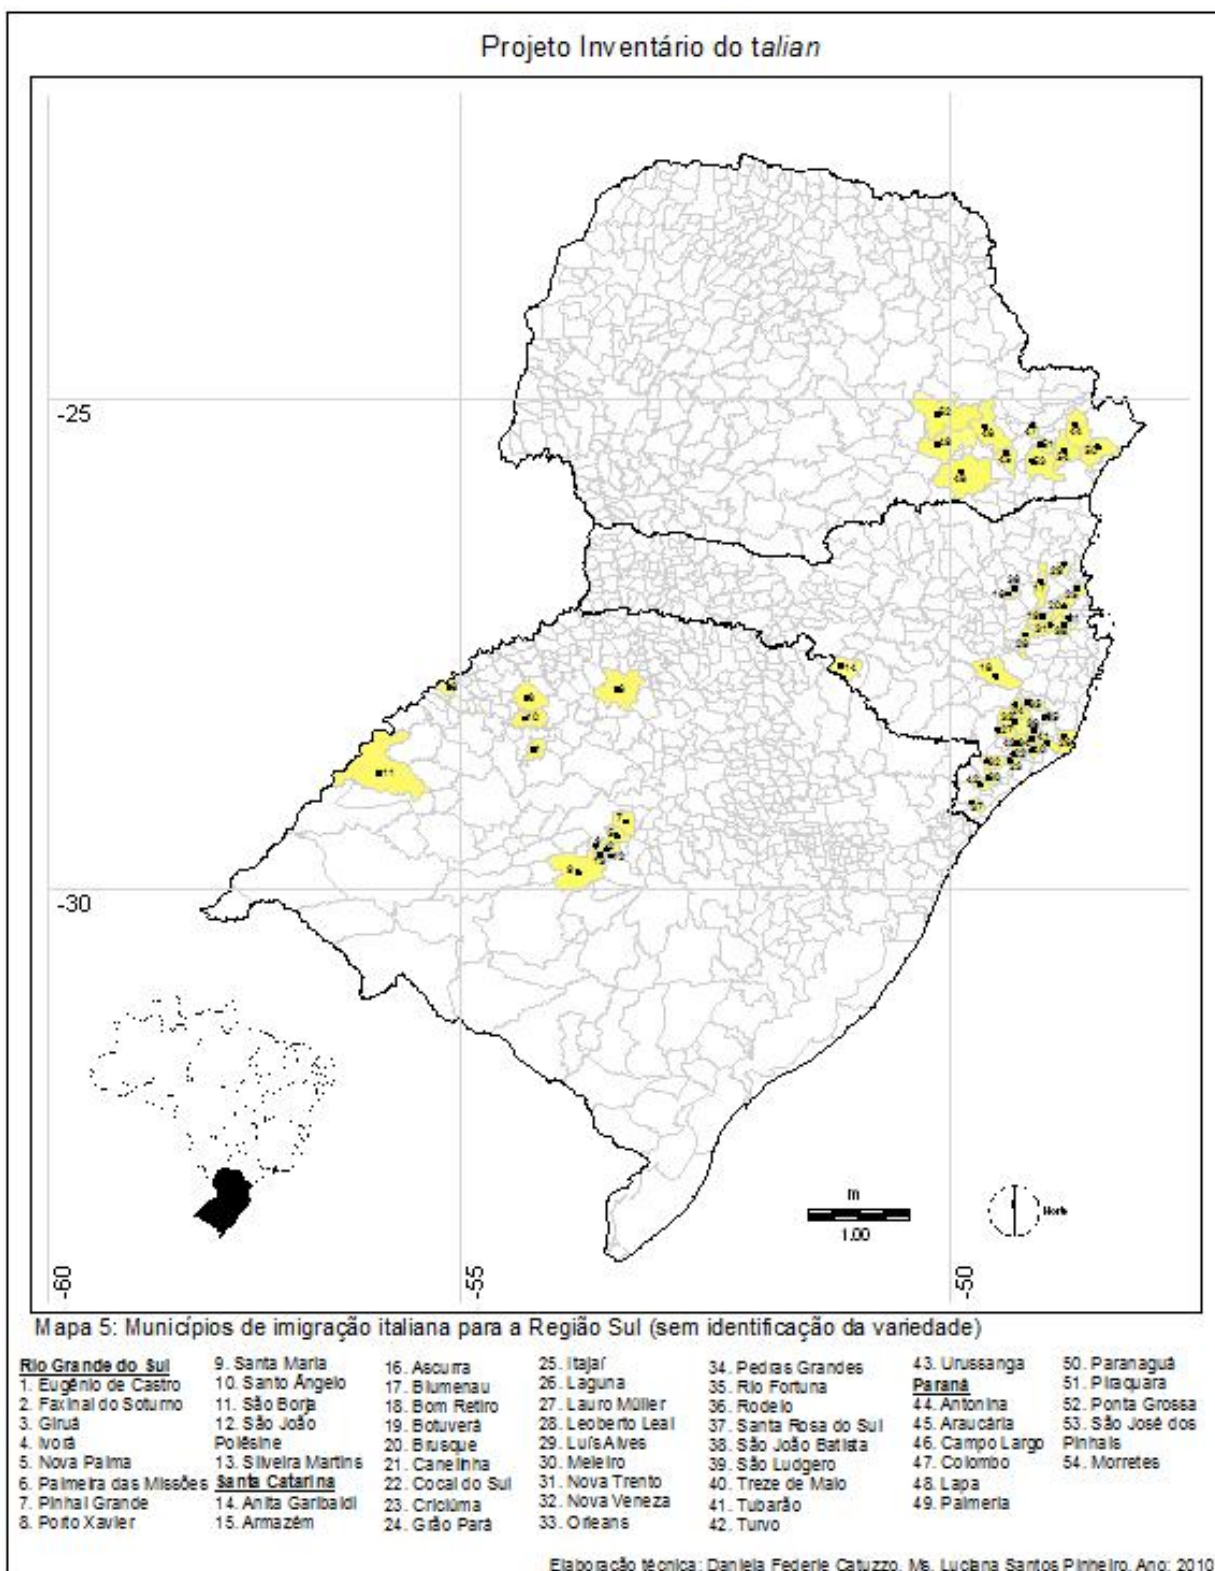 Projeto Inventário do talian
-25
-30
-60
-55
-50
m
1.00
Norte
Mapa 5: Municípios de imigração italiana para a Região Sul (sem identificação da variedade)
Rio Grande do Sul
1. Eugênio de Castro
2. Faxinal do Soturno
3. Giruá
4. Ivorá
5. Nova Palma
6. Palmeira das Missões
7. Pinhal Grande
8. Porto Xavier
9. Santa Maria
10. Santo Ângelo
11. São Borja
12. São João
Polêsine
13. Silveira Martins
Santa Catarina
14. Anita Garibaldi
15. Armazém
16. Ascurra
17. Blumenau
18. Bom Retiro
19. Botuverá
20. Brusque
21. Canelinha
22. Cocal do Sul
23. Criciúma
24. Grão Pará
25. Itajaí
26. Laguna
27. Lauro Müller
28. Leoberto Leal
29. Luís Alves
30. Meleiro
31. Nova Trento
32. Nova Veneza
33. Orleans
34. Pedras Grandes
35. Rio Fortuna
36. Rodeio
37. Santa Rosa do Sul
38. São João Batista
39. São Ludgero
40. Treze de Maio
41. Tubarão
42. Turvo
43. Urussanga
Paraná
44. Antonina
45. Araucária
46. Campo Largo
47. Colombo
48. Lapa
49. Palmeria
50. Paranaguá
51. Piraquara
52. Ponta Grossa
53. São José dos
Pinhais
54. Morretes
Elaboração técnica: Daniela Federle Catuzzo, Ms. Luciana Santos Pinheiro. Ano: 2010